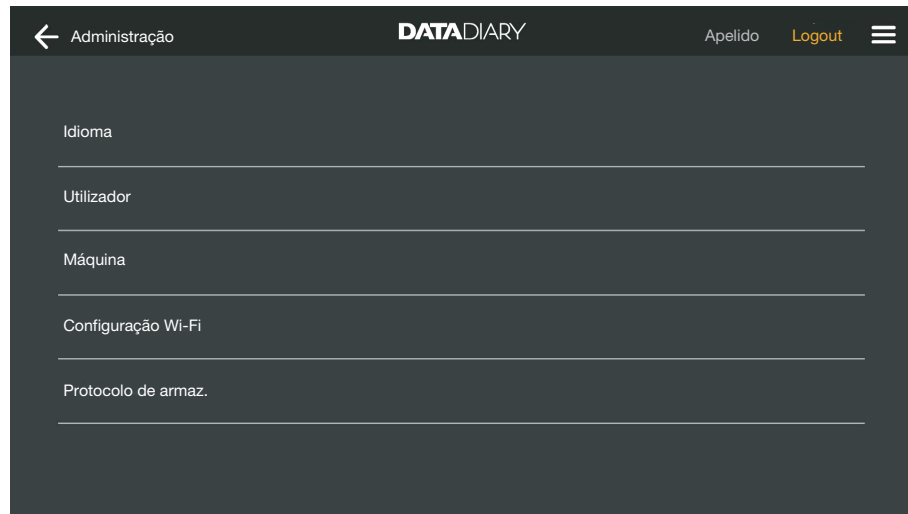 Administração DATADIARY Apelido Logout
Idioma
Utilizador
Máquina
Configuração Wi-Fi
Protocolo de armaz.